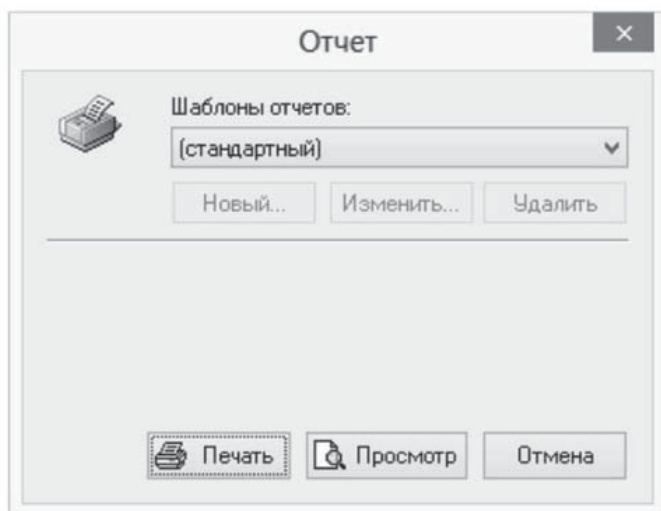 Отчет
Шаблоны отчетов:
(стандартный)
Новый... Изменить... Удалить
Печать Просмотр Отмена